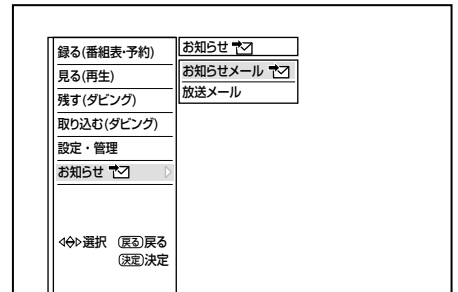 録る(番組表･予約)
見る(再生)
残す(ダビング)
取り込む(ダビング)
設定・管理
お知らせ
選択 戻る戻る
決定決定
お知らせ
お知らせメール
放送メール